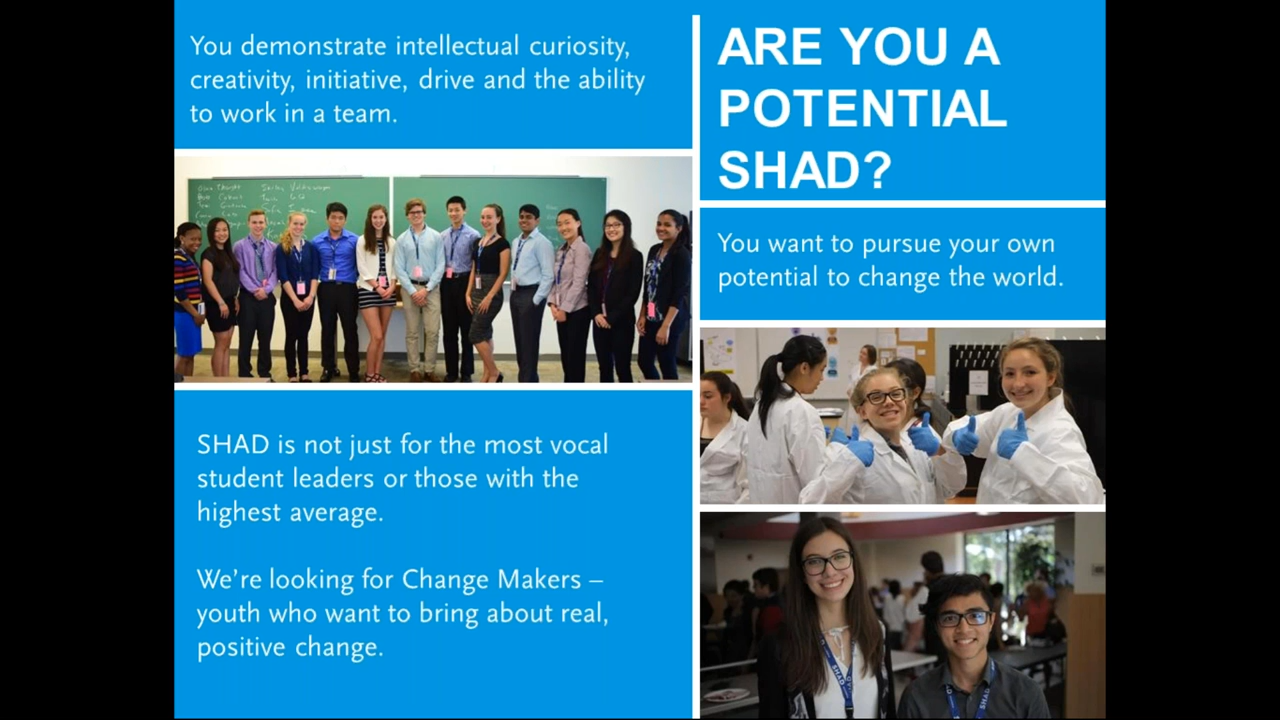 You demonstrate intellectual curiosity,
creativity, initiative, drive and the ability
to work in a team.
SHAD is not just for the most vocal
student leaders or those with the
highest average.
We’re looking for Change Makers –
youth who want to bring about real,
positive change.
ARE YOU A
POTENTIAL
SHAD?
You want to pursue your own
potential to change the world.
SHAD
SHAD